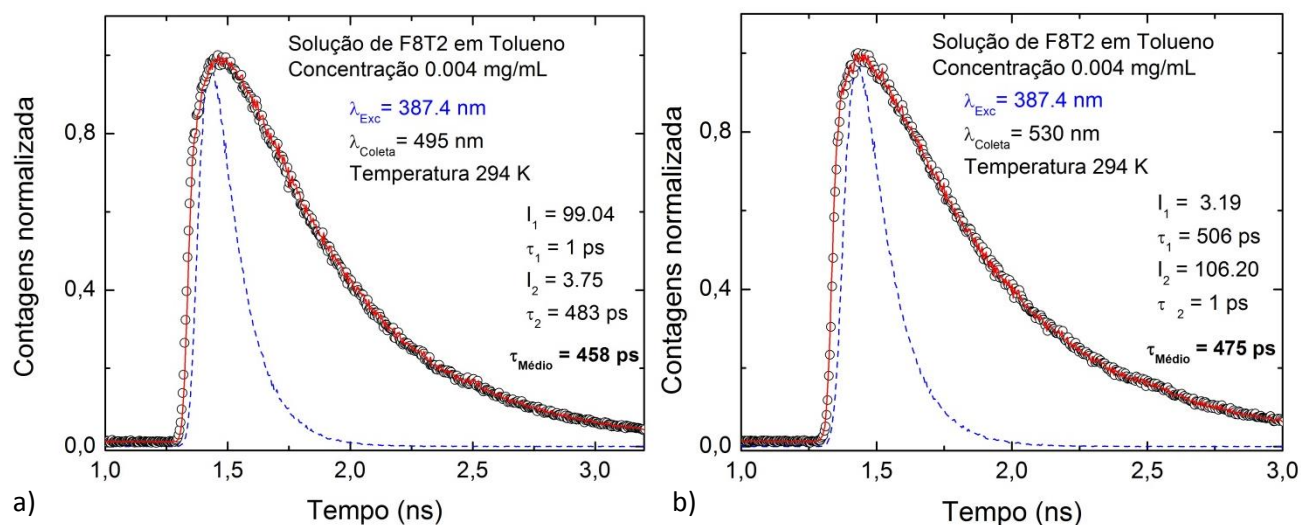 Solução de F8T2 em Tolueno
Concentração 0.004 mg/mL
λExc= 387.4 nm
λColeta= 495 nm
Temperatura 294 K
I1 = 99.04
τ1 = 1 ps
I2 = 3.75
τ2 = 483 ps
τMédio = 458 ps
Contagens normalizada
0,8
0,4
0,0
1,0 1,5 2,0 2,5 3,0
Tempo (ns)
a)
Solução de F8T2 em Tolueno
Concentração 0.004 mg/mL
λExc= 387.4 nm
λColeta= 530 nm
Temperatura 294 K
I1 = 3.19
τ1 = 506 ps
I2 = 106.20
τ 2 = 1 ps
τMédio = 475 ps
Contagens normalizada
0,8
0,4
0,0
1,0 1,5 2,0 2,5 3,0
Tempo (ns)
b)